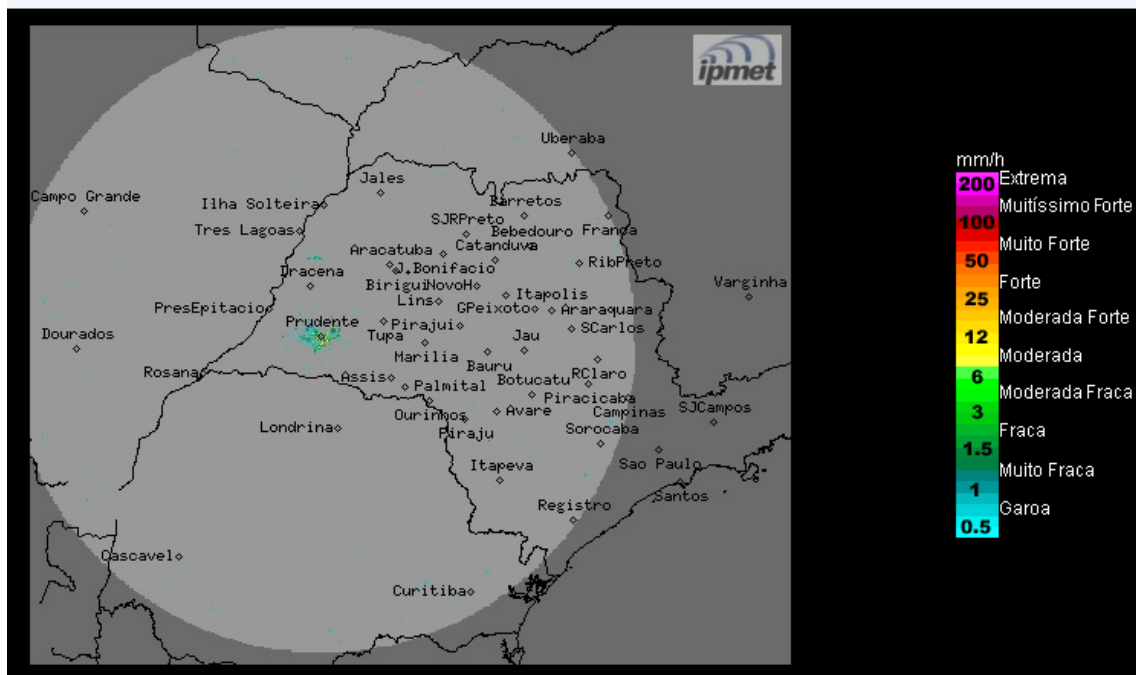 ipmet
Uberaba
Jales
Campo Grande
Ilha Solteira
Barretos
SJRPreto
Tres Lagoas
Bebedouro
Franca
Aracatuba
Catanduva
Dracena
J.Bonifacio
RibPreto
Birigui
NovoH
Varginha
Lins
Itapolis
PresEpitacio
GPeixoto
Araraquara
Prudente
Pirajui
SCarlos
Dourados
Tupa
Jau
Marilia
Bauru
Rosana
Assis
Palmital
Botucatu
RClaro
Piracicaba
Ourinhos
Avare
Campinas
SJCampos
Londrina
Piraju
Sorocaba
Itapeva
Sao Paulo
Santos
Registro
Cascavel
Curitiba
mm/h
200 Extrema
Muitíssimo Forte
100
Muito Forte
50
Forte
25
Moderada Forte
12
Moderada
6
Moderada Fraca
3
Fraca
1.5
Muito Fraca
1
Garoa
0.5